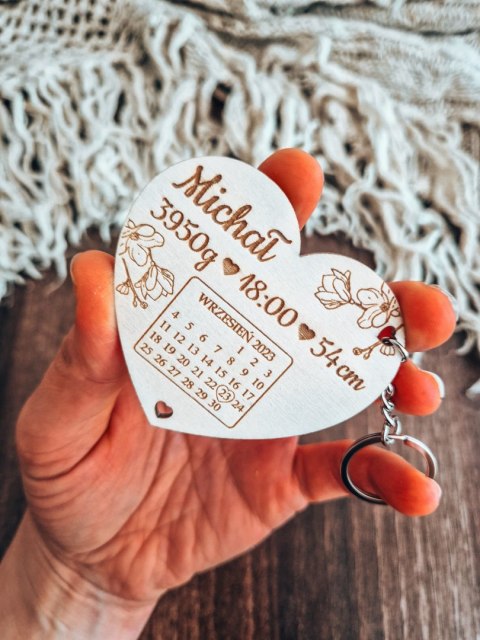 Michał
3950g 18:00 54cm
WRZESIEŃ 2023
1 2 3
4 5 6 7 8 9 10
11 12 13 14 15 16 17
18 19 20 21 22 23 24
25 26 27 28 29 30